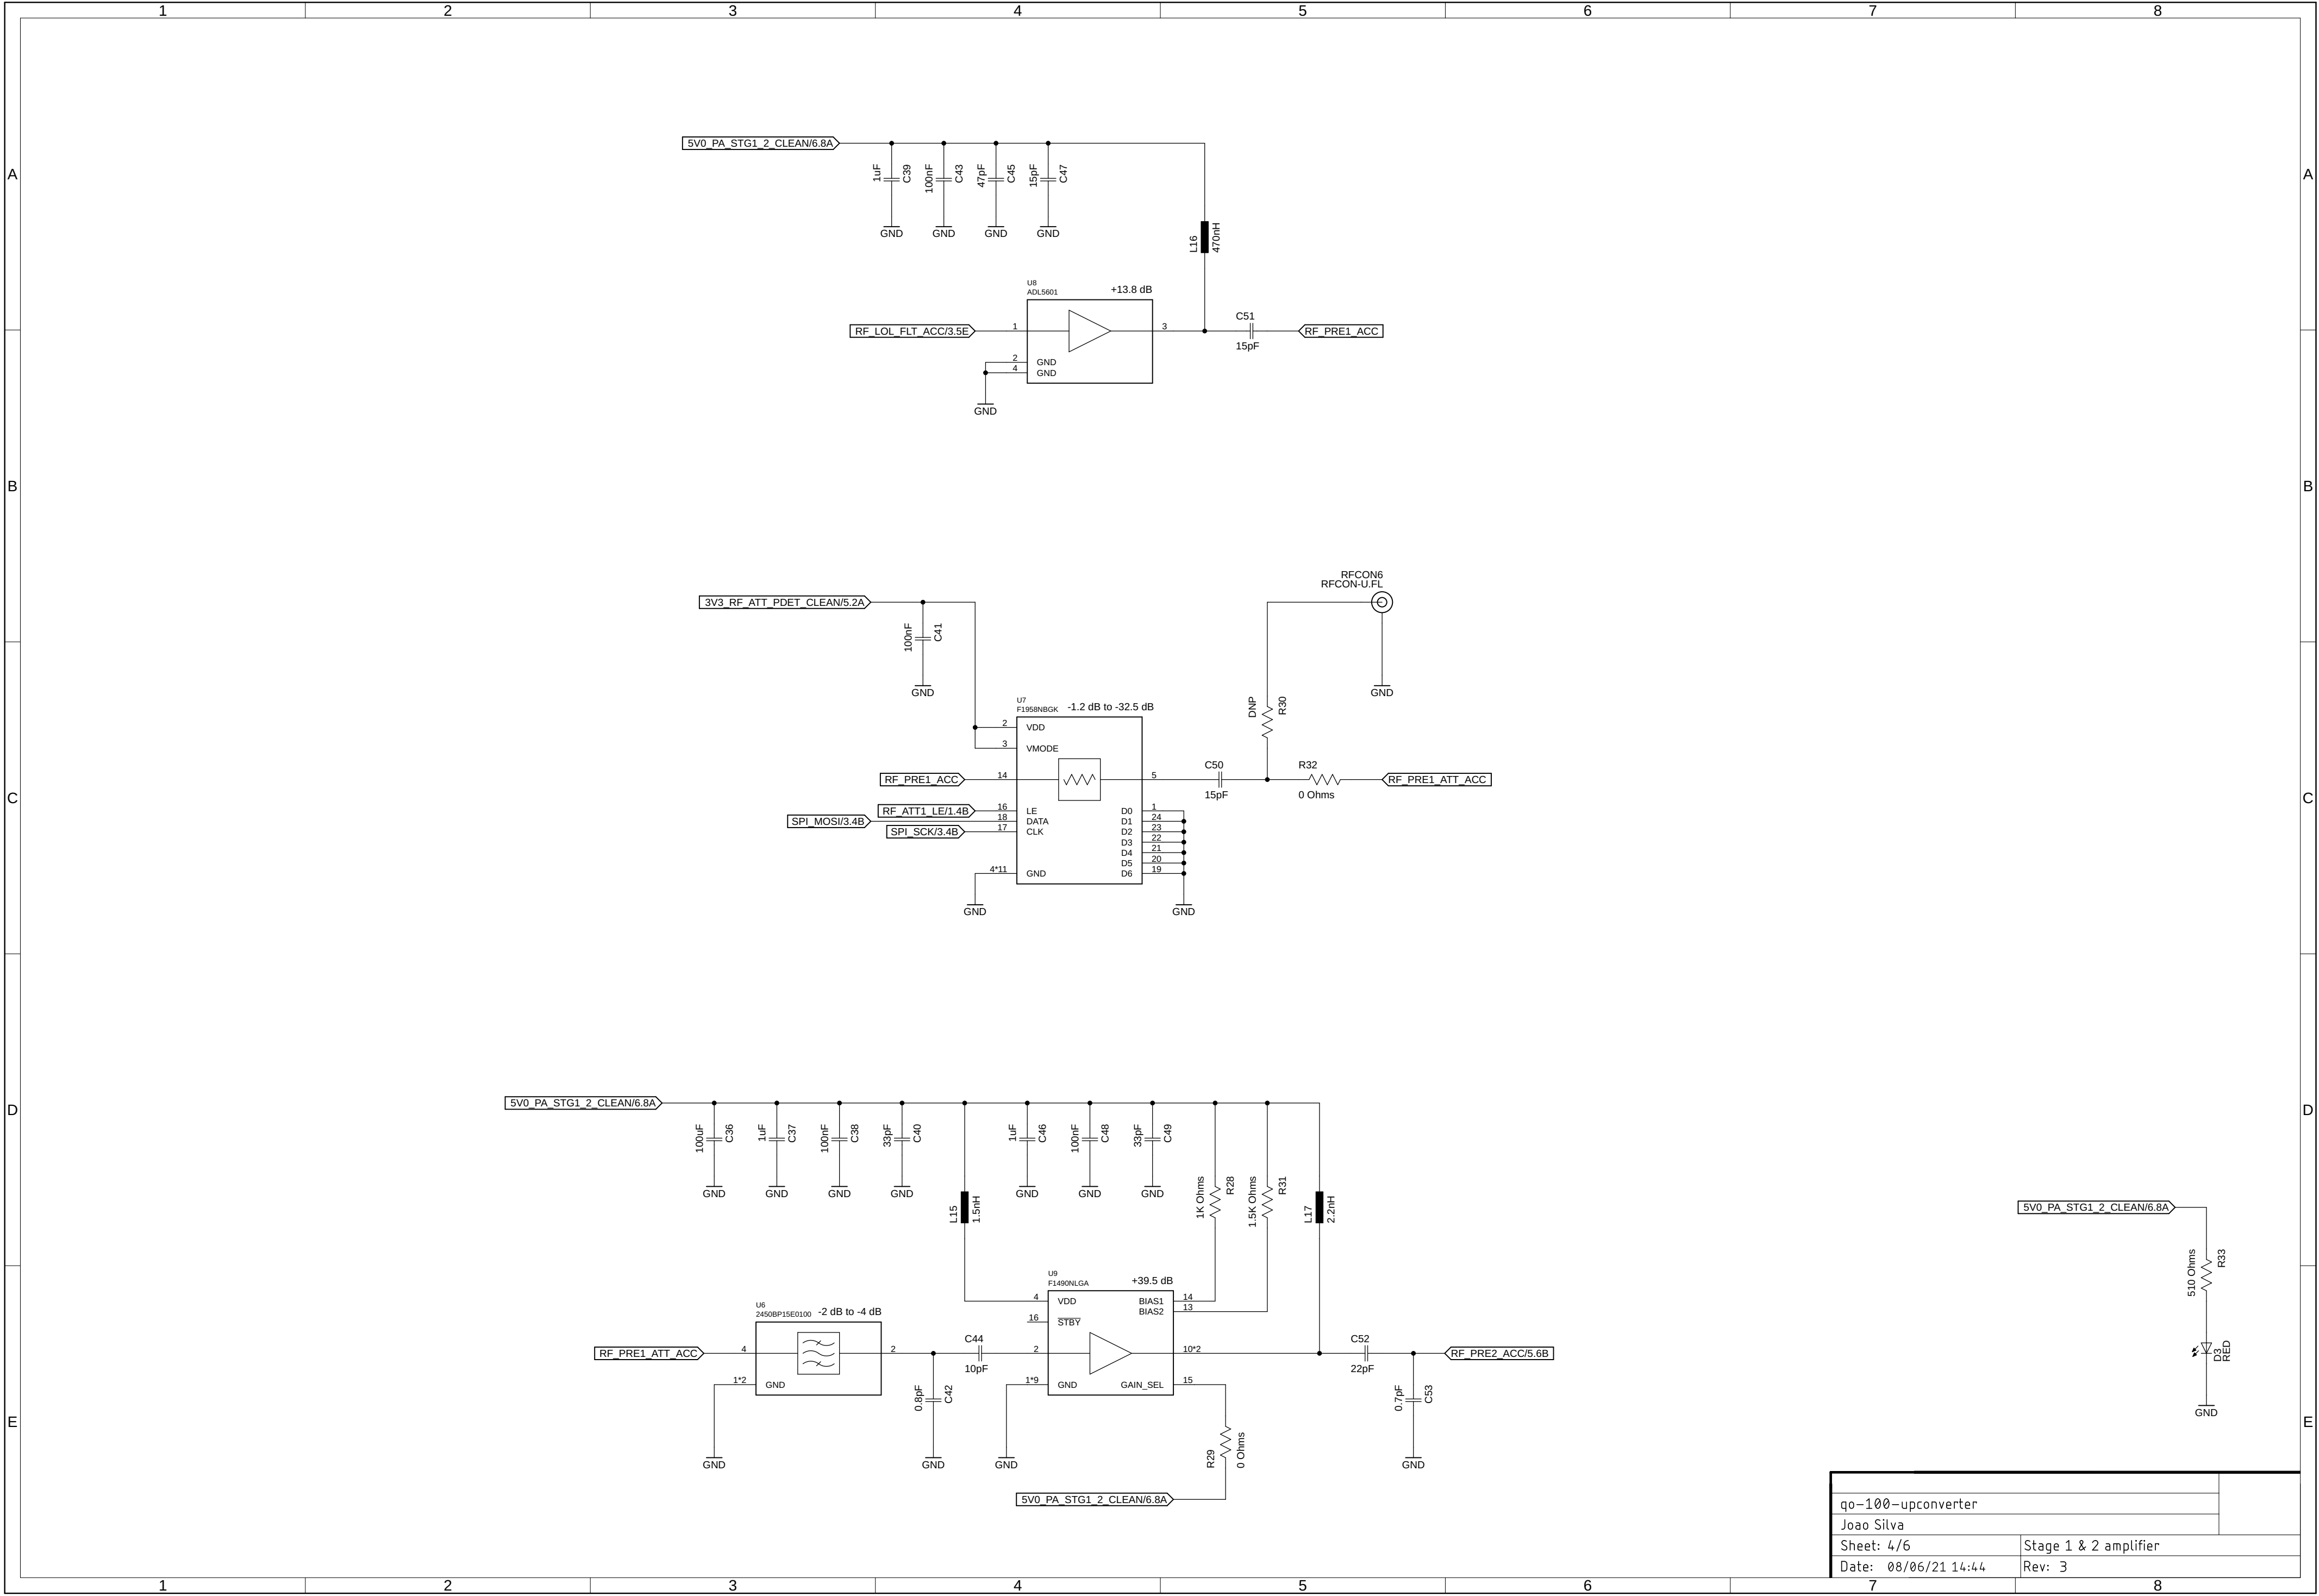 1 2 3 4 5 6 7 8
A A
B B
C C
D D
E E
5V0_PA_STG1_2_CLEAN/6.8A
1uF C39
100nF C43
47pF C45
15pF C47
GND GND GND GND
L16 470nH
U8
ADL5601 +13.8 dB
RF_LOL_FLT_ACC/3.5E
1 3
2 GND
4 GND
GND
C51
15pF
RF_PRE1_ACC
RFCON6
RFCON-U.FL
3V3_RF_ATT_PDET_CLEAN/5.2A
100nF C41
GND
GND
DNP R30
U7
F1958NBGK -1.2 dB to -32.5 dB
2 VDD
3 VMODE
RF_PRE1_ACC 14 5
C50
15pF
R32
0 Ohms
RF_PRE1_ATT_ACC
RF_ATT1_LE/1.4B 16 LE D0 1
SPI_MOSI/3.4B 18 DATA D1 24
SPI_SCK/3.4B 17 CLK D2 23
D3 22
D4 21
D5 20
4*11 GND D6 19
GND GND
5V0_PA_STG1_2_CLEAN/6.8A
100uF C36
1uF C37
100nF C38
33pF C40
1uF C46
100nF C48
33pF C49
GND GND GND GND GND GND GND
L15 1.5nH
1K Ohms R28
1.5K Ohms R31
L17 2.2nH
U9
F1490NLGA +39.5 dB
4 VDD BIAS1 14
BIAS2 13
16 STBY
2 10*2
1*9 GND GAIN_SEL 15
U6
2450BP15E0100 -2 dB to -4 dB
RF_PRE1_ATT_ACC 4 2
1*2 GND
C44
10pF
0.8pF C42
C52
22pF
RF_PRE2_ACC/5.6B
0.7pF C53
R29 0 Ohms
GND GND GND GND
5V0_PA_STG1_2_CLEAN/6.8A
5V0_PA_STG1_2_CLEAN/6.8A
510 Ohms R33
D3
RED
GND
qo-100-upconverter
Joao Silva
Sheet: 4/6 Stage 1 & 2 amplifier
Date: 08/06/21 14:44 Rev: 3
1 2 3 4 5 6 7 8